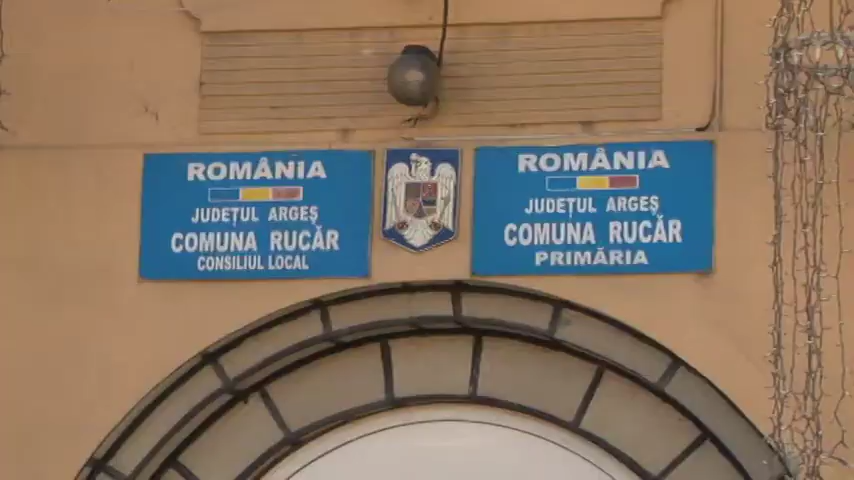 ROMÂNIA
JUDEȚUL ARGEȘ
COMUNA RUCĂR
CONSILIUL LOCAL
ROMÂNIA
JUDEȚUL ARGEȘ
COMUNA RUCĂR
PRIMĂRIA